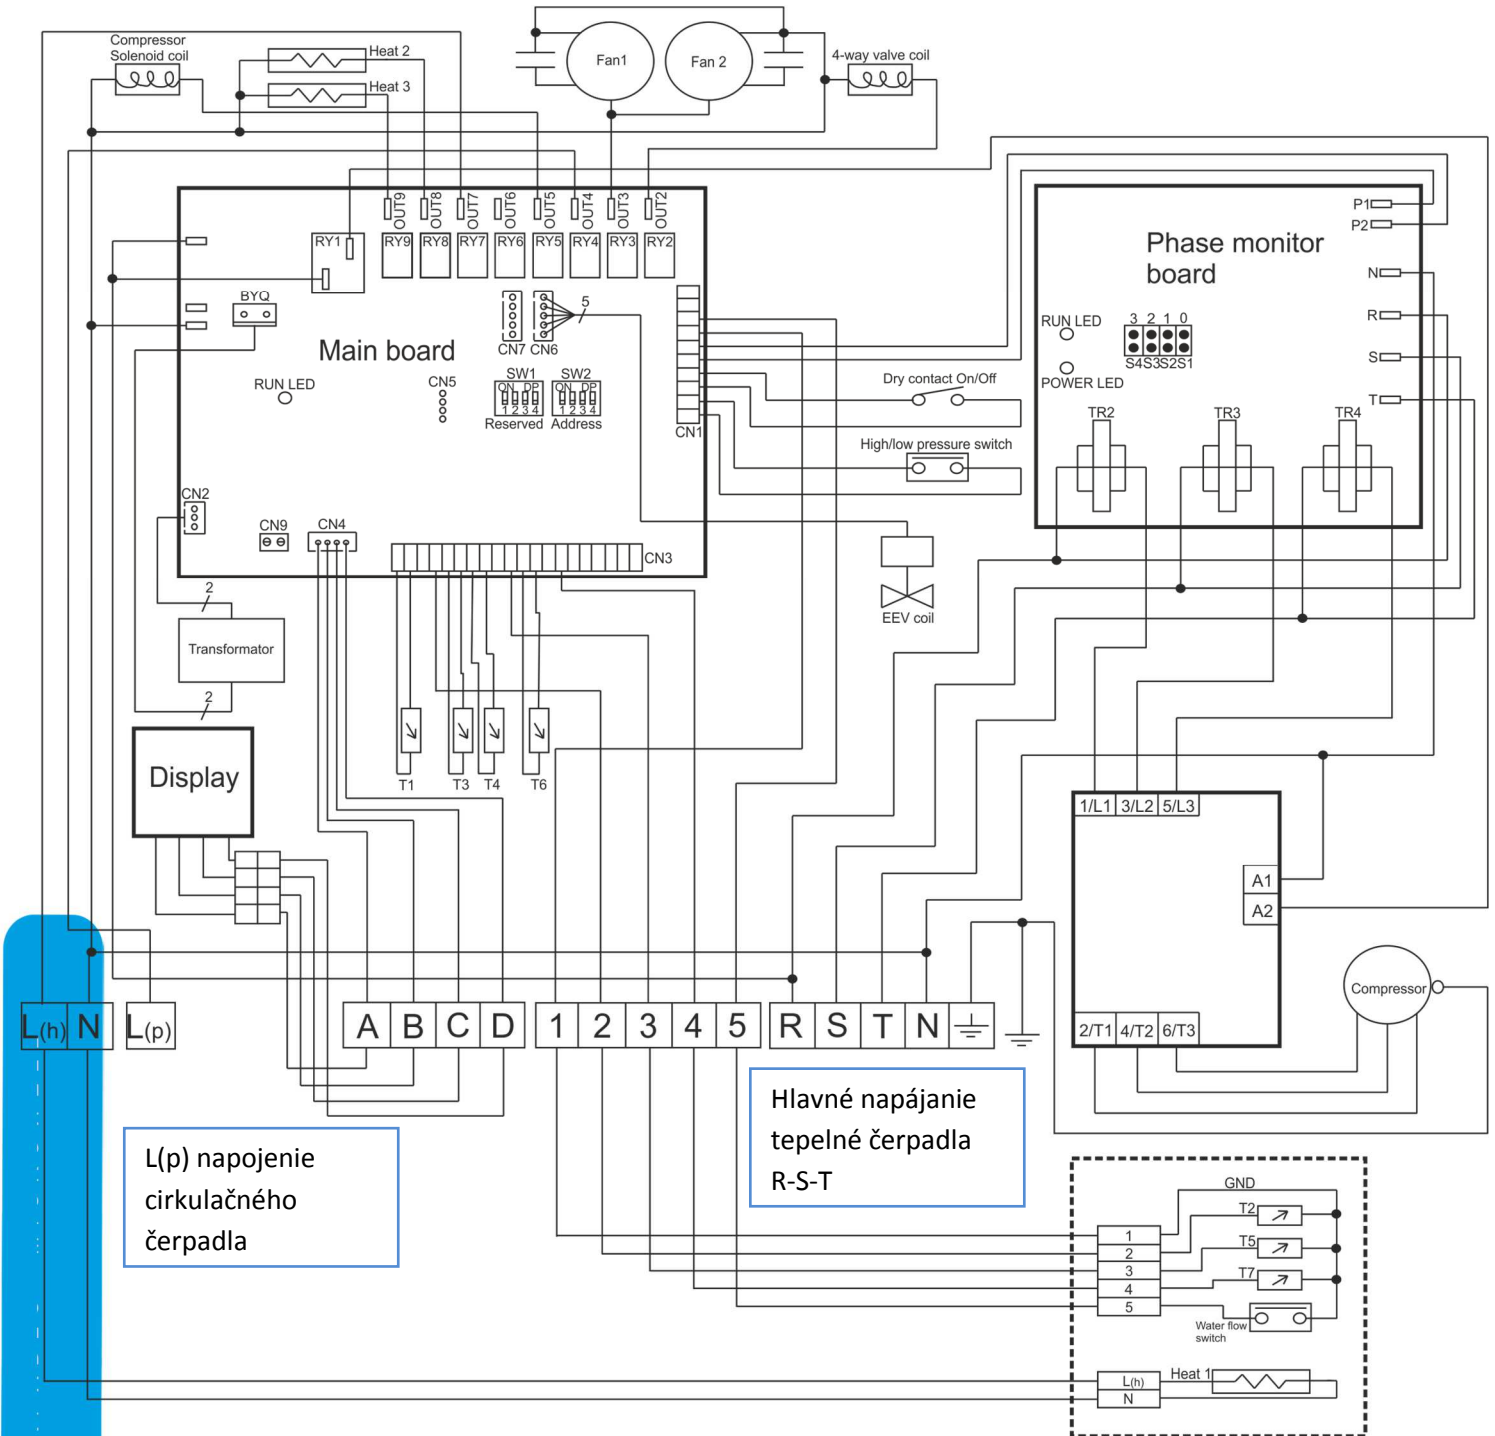 Compressor
Solenoid coil
Heat 2
Heat 3
Fan1
Fan 2
4-way valve coil
OUT9
OUT8
OUT7
OUT6
OUT5
OUT4
OUT3
OUT2
RY1
RY9
RY8
RY7
RY6
RY5
RY4
RY3
RY2
BYQ
5
CN7
CN6
Main board
RUN LED
CN5
SW1
ON DP
1 2 3 4
Reserved
SW2
ON DP
1 2 3 4
Address
CN1
CN2
CN9
CN4
CN3
Phase monitor
board
P1
P2
N
R
S
T
RUN LED
POWER LED
3 2 1 0
S4S3S2S1
TR2
TR3
TR4
Dry contact On/Off
High/low pressure switch
EEV coil
2
Transformator
2
Display
T1
T3
T4
T6
1/L1
3/L2
5/L3
A1
A2
2/T1
4/T2
6/T3
Compressor
L(h)
N
L(p)
A
B
C
D
1
2
3
4
5
R
S
T
N
L(p) napojenie
cirkulačného
čerpadla
Hlavné napájanie
tepelné čerpadla
R-S-T
GND
T2
T5
T7
1
2
3
4
5
Water flow
switch
L(h)
N
Heat 1